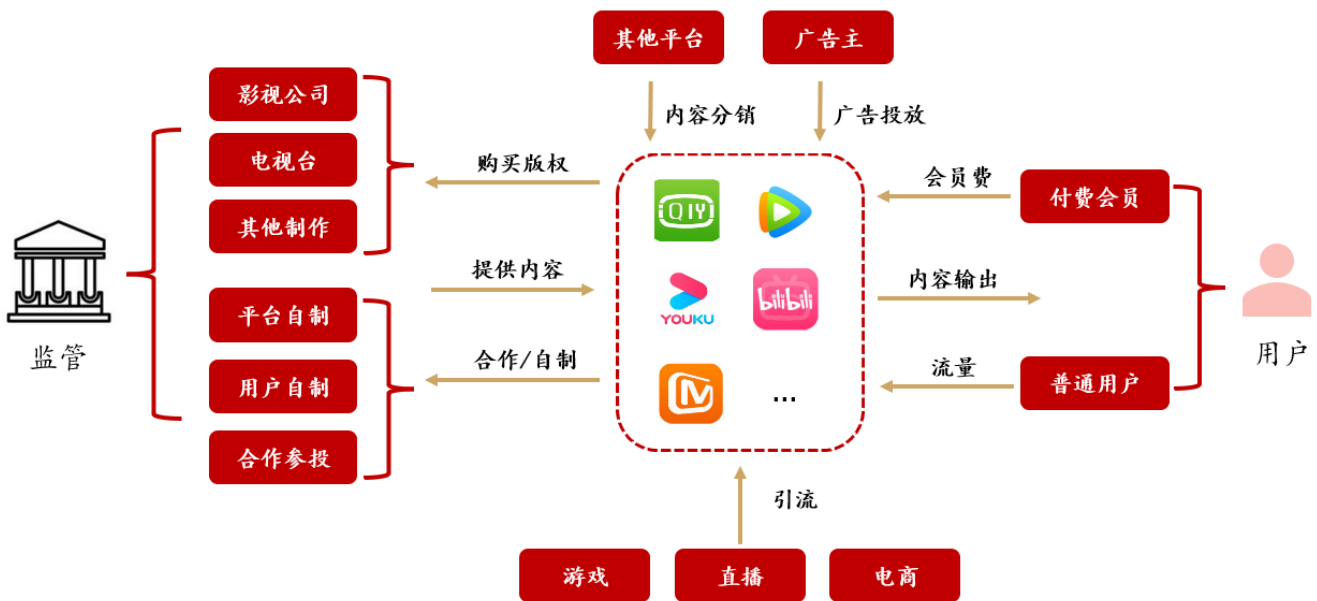 其他平台
广告主
影视公司
内容分销
广告投放
电视台
购买版权
会员费
付费会员
QIY
其他制作
提供内容
内容输出
YOUKU
bilibili
平台自制
监管
用户
合作/自制
流量
用户自制
普通用户
...
合作参投
引流
游戏
直播
电商